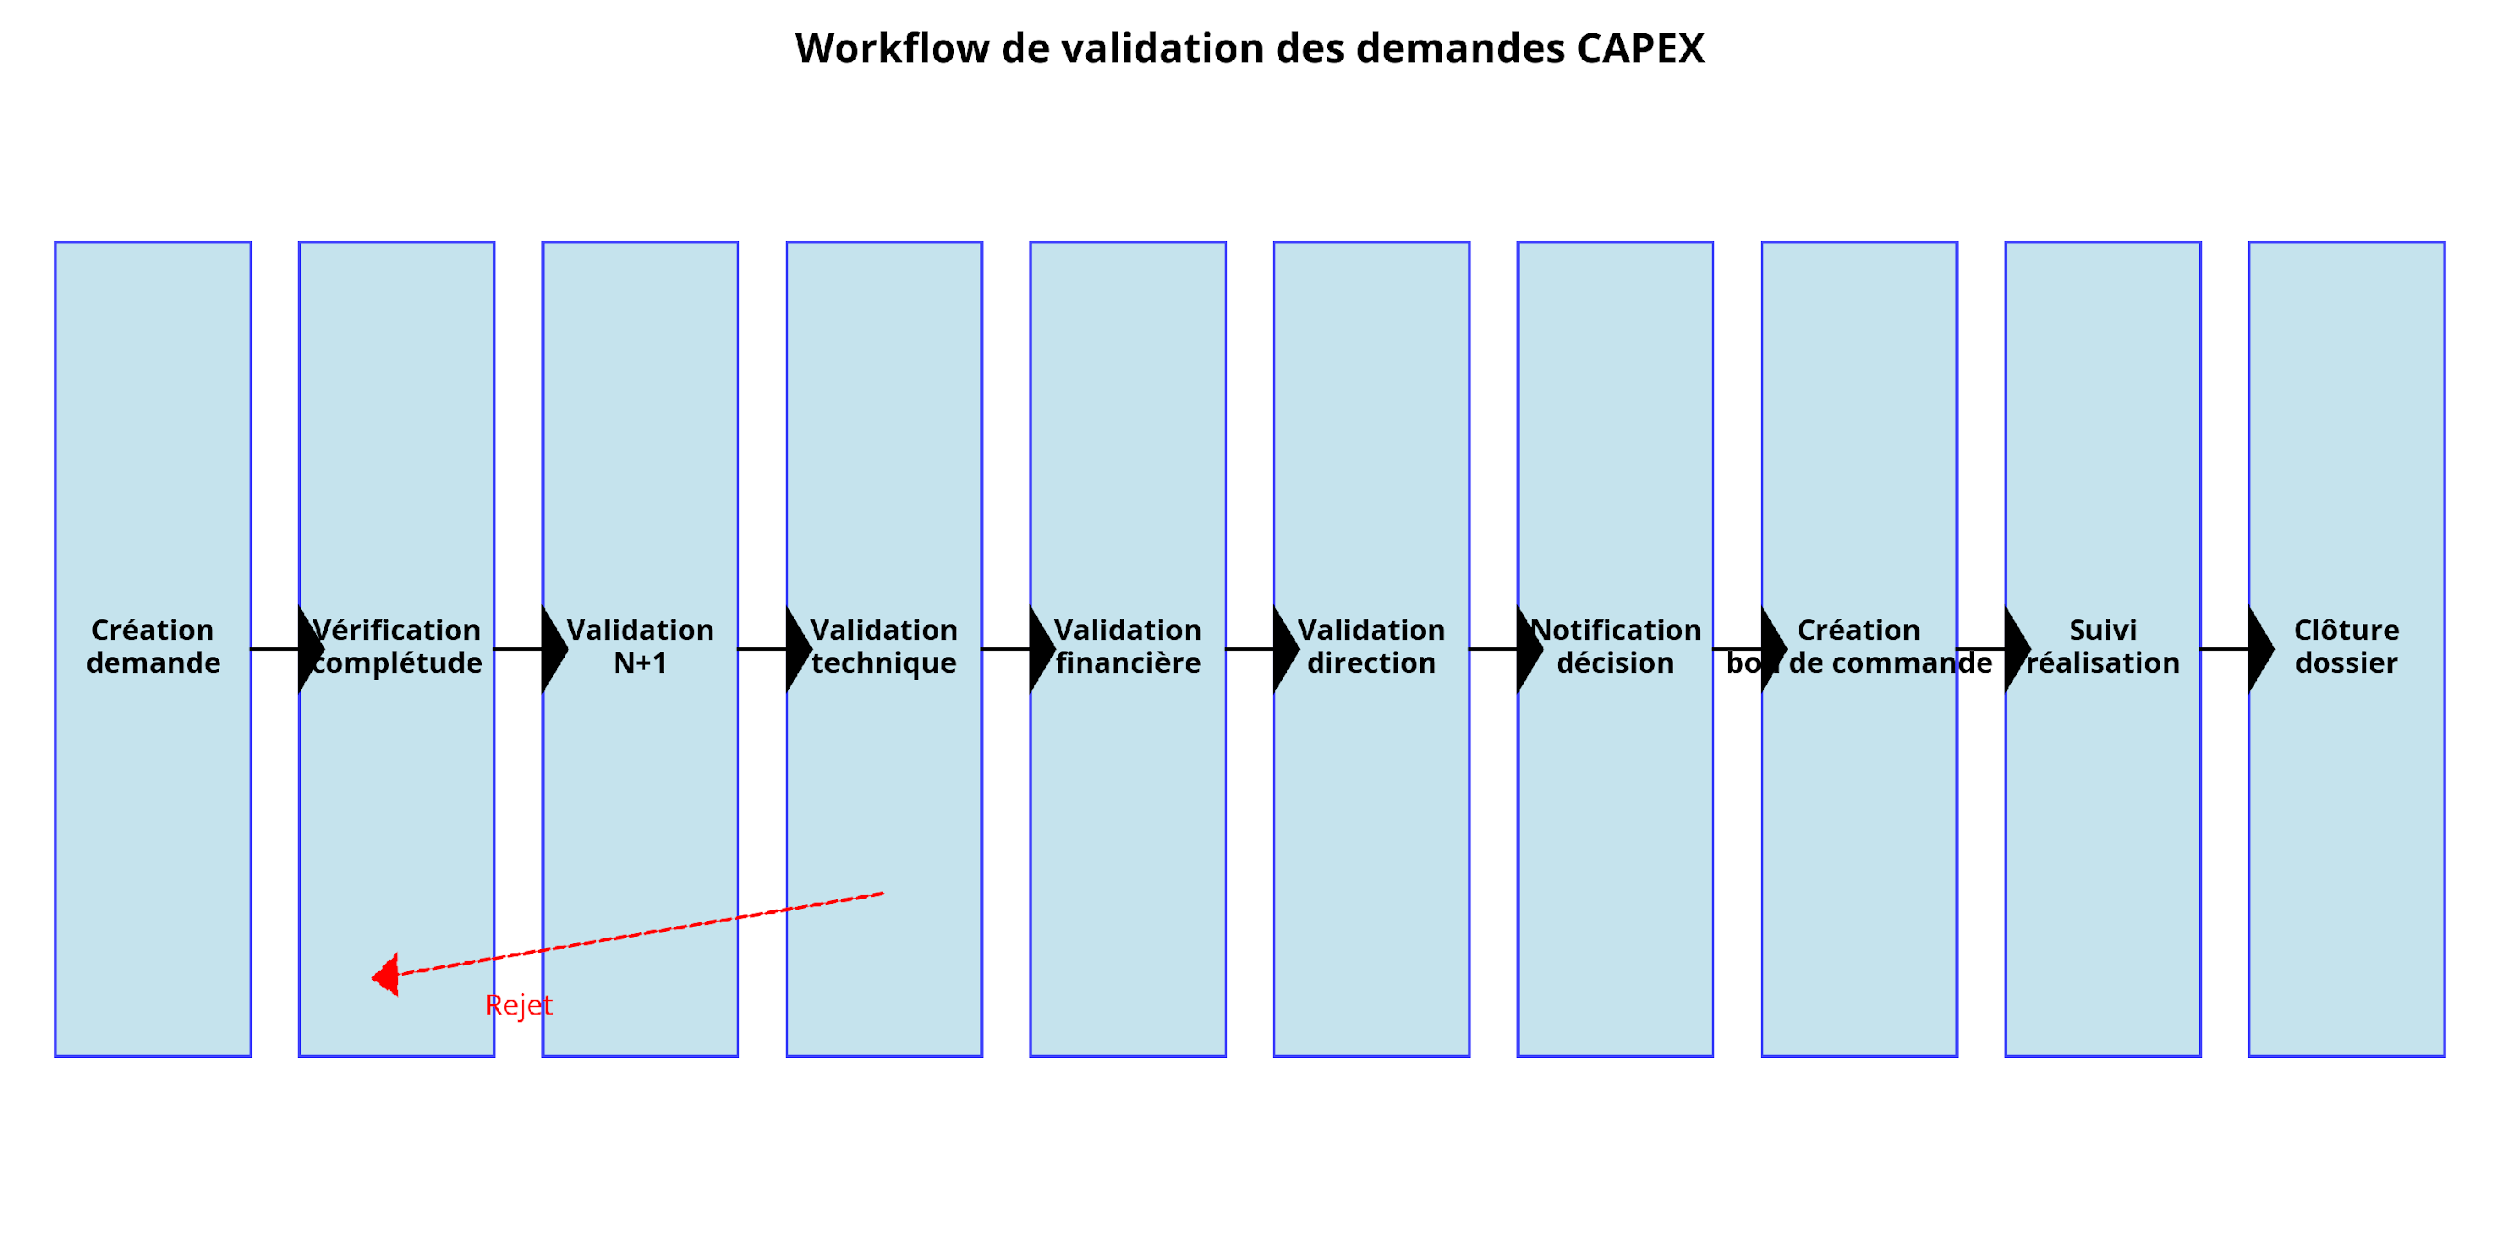 Workflow de validation des demandes CAPEX
Création
demande
Vérification
complétude
Validation
N+1
Validation
technique
Validation
financière
Validation
direction
Notification
décision
Création
bon de commande
Suivi
réalisation
Clôture
dossier
Rejet